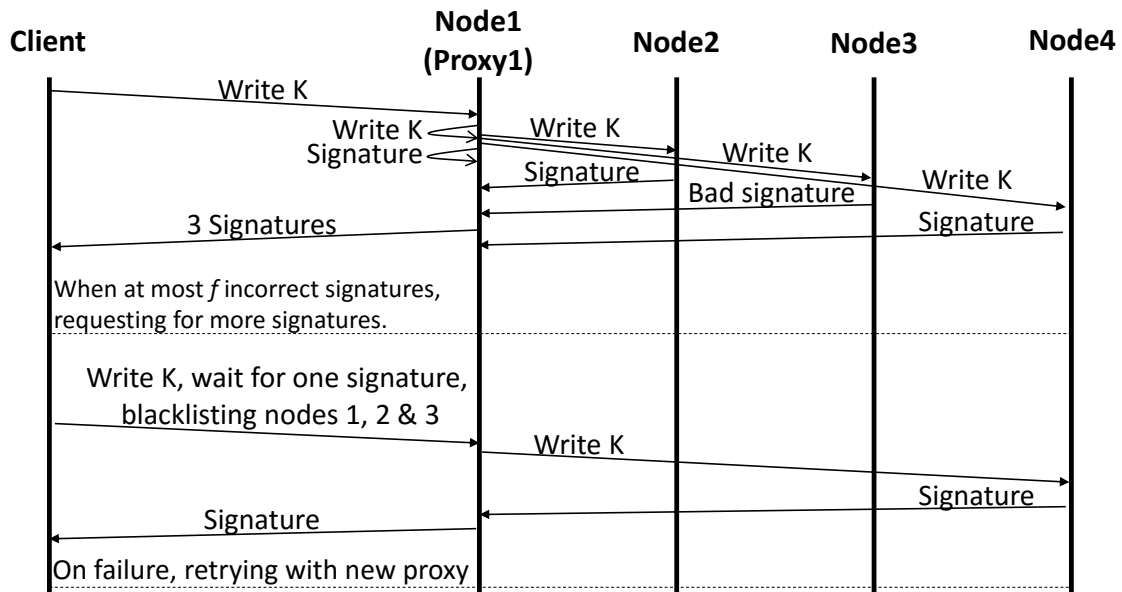 Client
Node1
(Proxy1)
Node2
Node3
Node4
Write K
Write K
Write K
Write K
Write K
Signature
Signature
Bad signature
Signature
3 Signatures
When at most f incorrect signatures,
requesting for more signatures.
Write K, wait for one signature,
blacklisting nodes 1, 2 & 3
Write K
Signature
Signature
On failure, retrying with new proxy